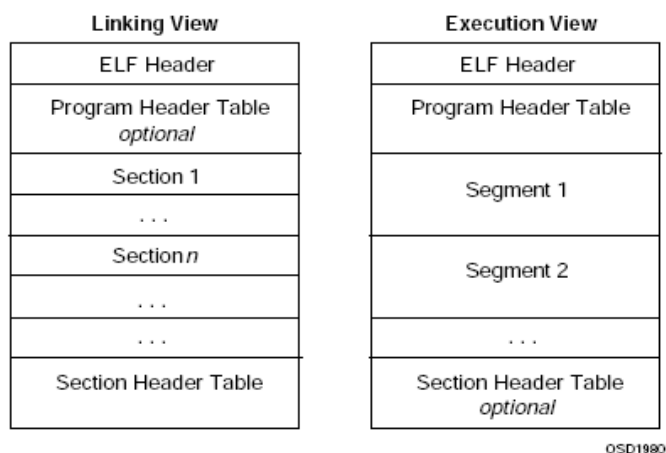 Linking View
ELF Header
Program Header Table
optional
Section 1
. . .
Section n
. . .
. . .
Section Header Table
Execution View
ELF Header
Program Header Table
Segment 1
Segment 2
. . .
Section Header Table
optional
OSD1980